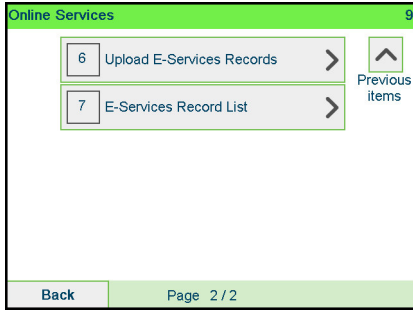 Online Services 9
6 Upload E-Services Records
Previous
items
7 E-Services Record List
Back Page 2 / 2